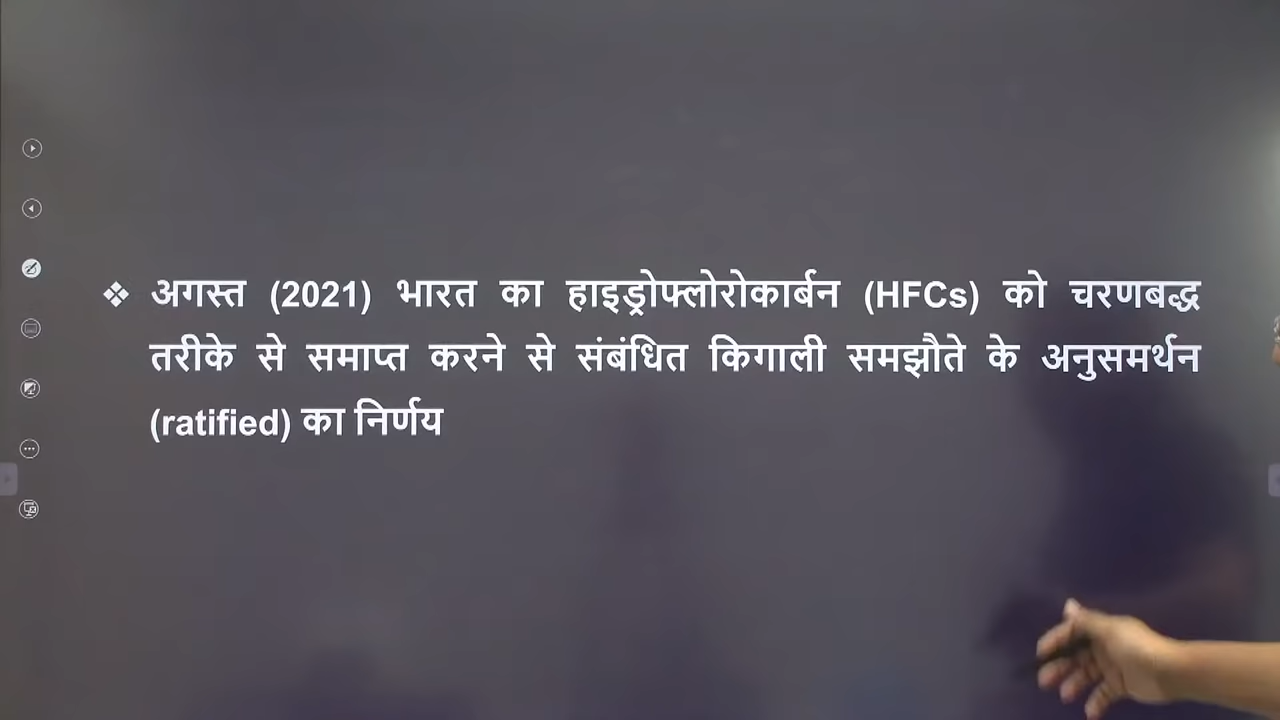 ❖ अगस्त (2021) भारत का हाइड्रोफ्लोरोकार्बन (HFCs) को चरणबद्ध
तरीके से समाप्त करने से संबंधित किगाली समझौते के अनुसमर्थन
(ratified) का निर्णय